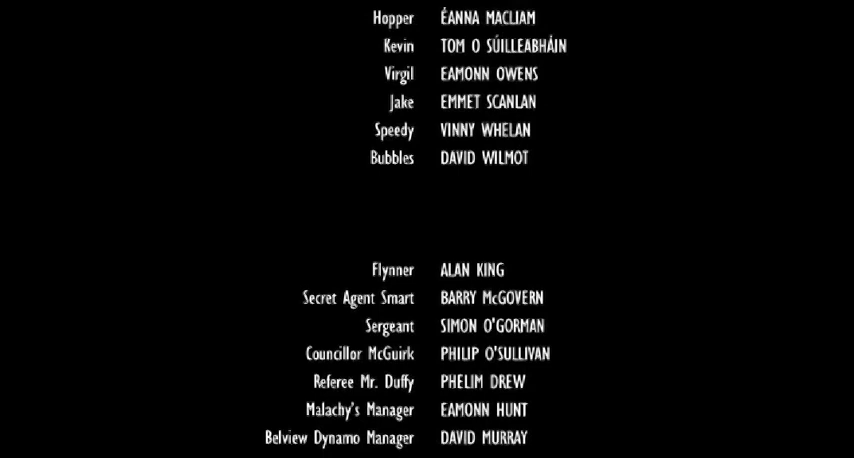 Hopper ÉANNA MACLIAM
Kevin TOM O SÚILLEABHÁIN
Virgil EAMONN OWENS
Jake EMMET SCANLAN
Speedy VINNY WHELAN
Bubbles DAVID WILMOT
Flynner ALAN KING
Secret Agent Smart BARRY McGOVERN
Sergeant SIMON O'GORMAN
Councillor McGuirk PHILIP O'SULLIVAN
Referee Mr. Duffy PHELIM DREW
Malachy's Manager EAMONN HUNT
Belview Dynamo Manager DAVID MURRAY